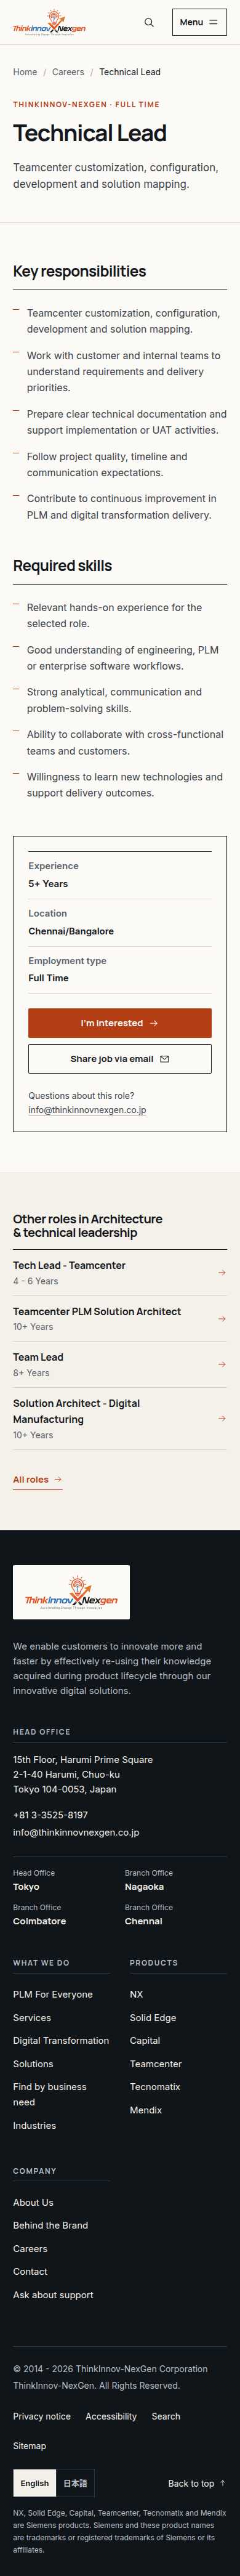 ThinkInnovXNexgen
Menu
Home / Careers / Technical Lead
THINKINNOV-NEXGEN · FULL TIME
Technical Lead
Teamcenter customization, configuration,
development and solution mapping.
Key responsibilities
Teamcenter customization, configuration,
development and solution mapping.
Work with customer and internal teams to
understand requirements and delivery
priorities.
Prepare clear technical documentation and
support implementation or UAT activities.
Follow project quality, timeline and
communication expectations.
Contribute to continuous improvement in
PLM and digital transformation delivery.
Required skills
Relevant hands-on experience for the
selected role.
Good understanding of engineering, PLM
or enterprise software workflows.
Strong analytical, communication and
problem-solving skills.
Ability to collaborate with cross-functional
teams and customers.
Willingness to learn new technologies and
support delivery outcomes.
Experience
5+ Years
Location
Chennai/Bangalore
Employment type
Full Time
I'm interested →
Share job via email
Questions about this role?
info@thinkinnovnexgen.co.jp
Other roles in Architecture
& technical leadership
Tech Lead - Teamcenter
4 - 6 Years →
Teamcenter PLM Solution Architect
10+ Years →
Team Lead
8+ Years →
Solution Architect - Digital
Manufacturing
10+ Years →
All roles →
ThinkInnovXNexgen
We enable customers to innovate more and
faster by effectively re-using their knowledge
acquired during product lifecycle through our
innovative digital solutions.
HEAD OFFICE
15th Floor, Harumi Prime Square
2-1-40 Harumi, Chuo-ku
Tokyo 104-0053, Japan
+81 3-3525-8197
info@thinkinnovnexgen.co.jp
Head Office
Tokyo
Branch Office
Nagaoka
Branch Office
Coimbatore
Branch Office
Chennai
WHAT WE DO
PLM For Everyone
Services
Digital Transformation
Solutions
Find by business
need
Industries
PRODUCTS
NX
Solid Edge
Capital
Teamcenter
Tecnomatix
Mendix
COMPANY
About Us
Behind the Brand
Careers
Contact
Ask about support
© 2014 - 2026 ThinkInnov-NexGen Corporation
ThinkInnov-NexGen. All Rights Reserved.
Privacy notice Accessibility Search
Sitemap
English 日本語 Back to top ↑
NX, Solid Edge, Capital, Teamcenter, Tecnomatix and Mendix
are Siemens products. Siemens and these product names
are trademarks or registered trademarks of Siemens or its
affiliates.